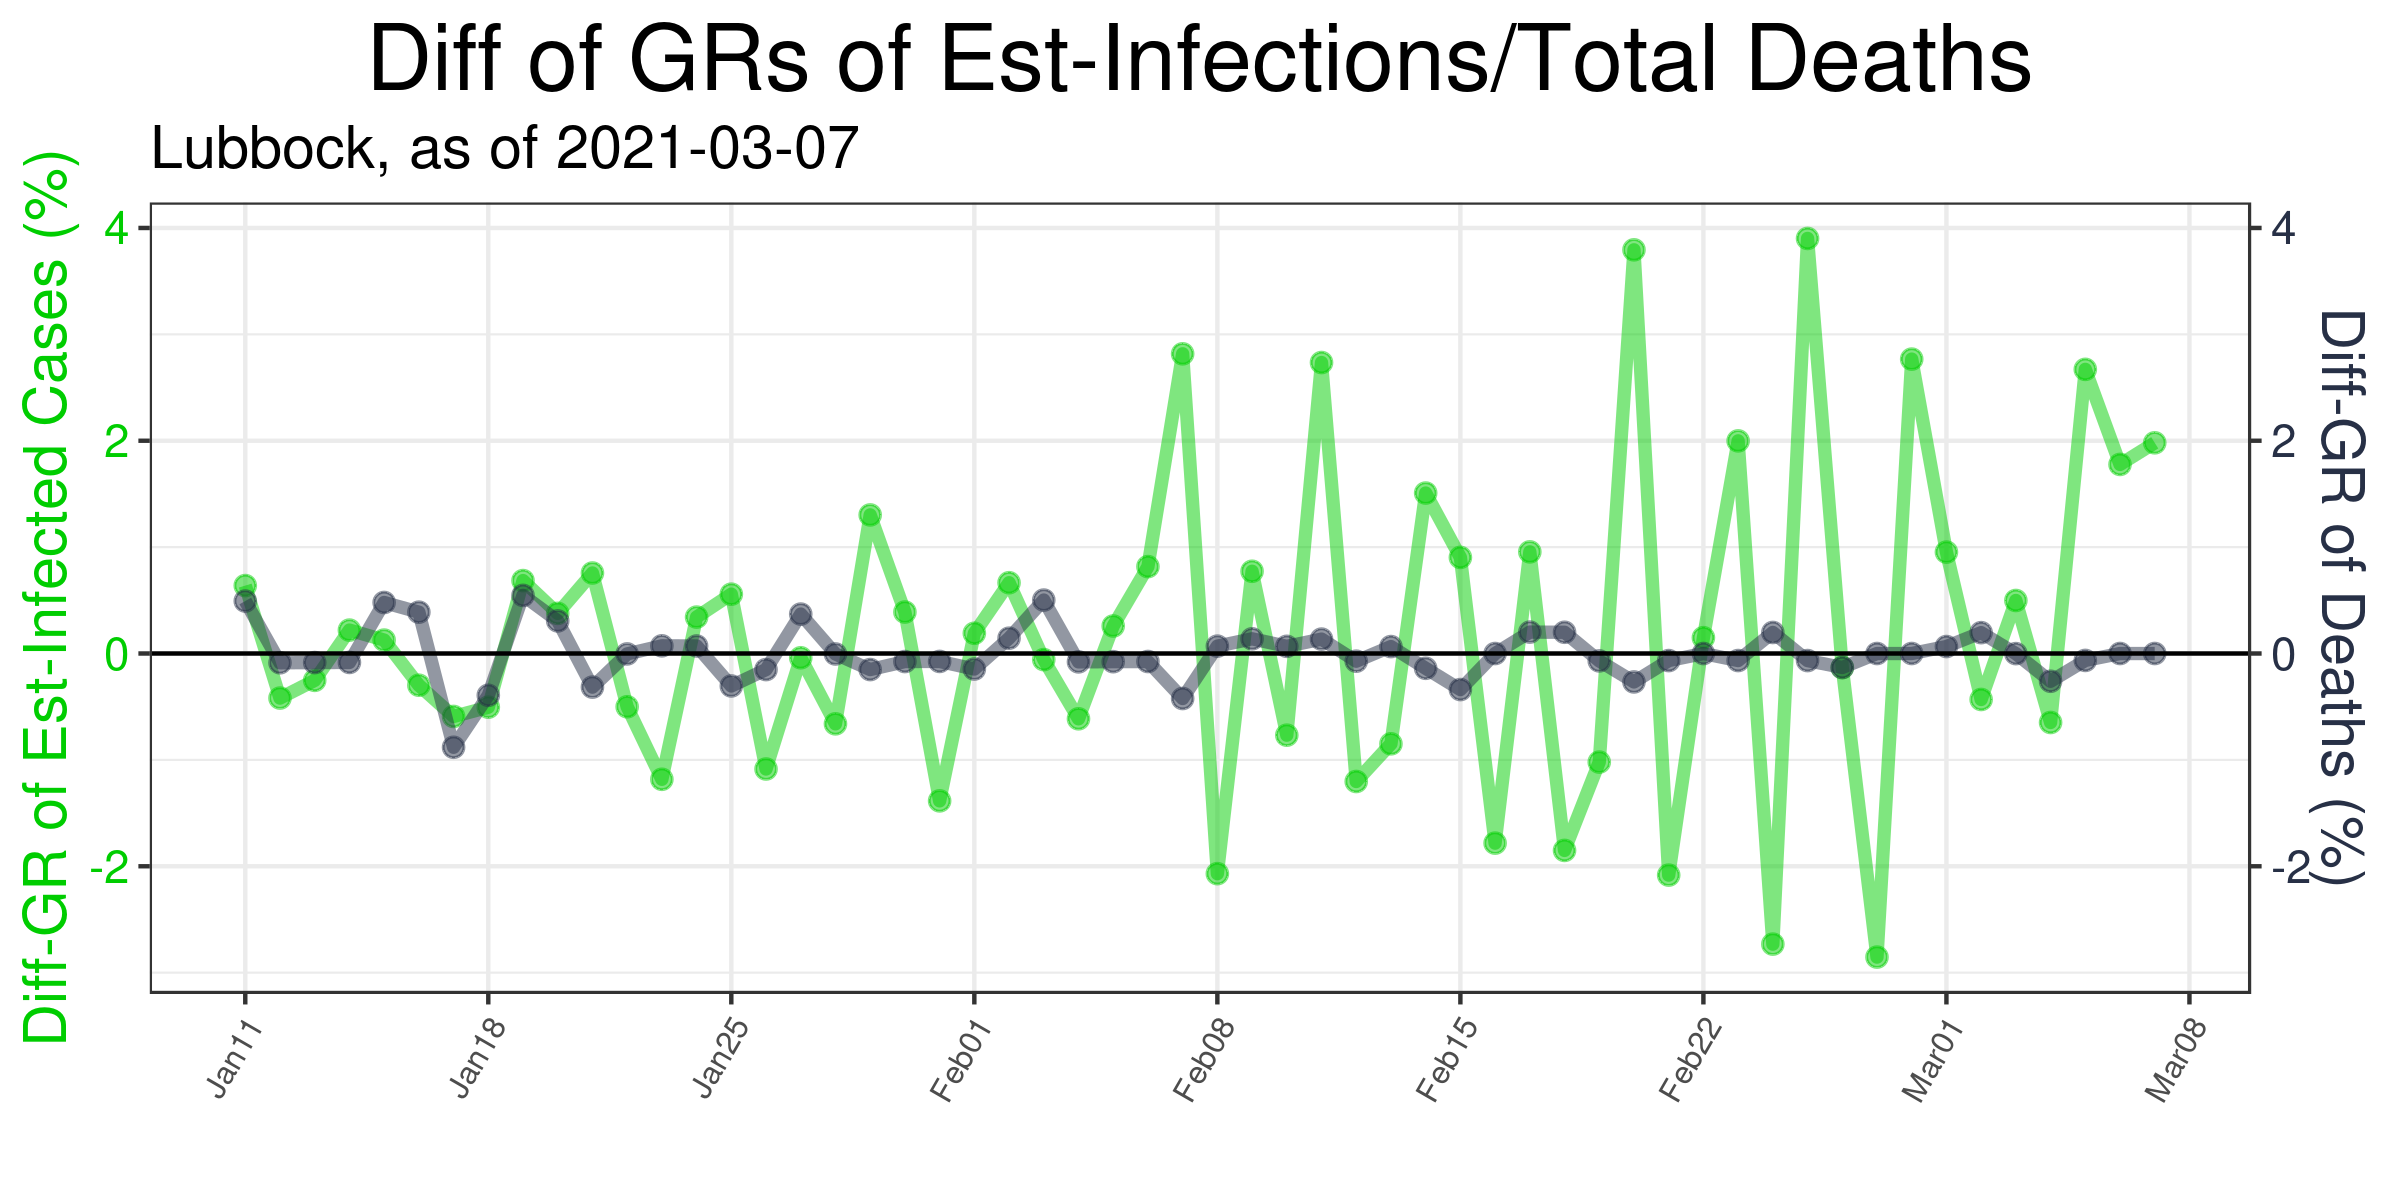 Diff of GRs of Est-Infections/Total Deaths
Lubbock, as of 2021-03-07
Diff-GR of Est-Infected Cases (%)
4
2
0
-2
4
2
0
-2
Diff-GR of Deaths (%)
Jan11
Jan18
Jan25
Feb01
Feb08
Feb15
Feb22
Mar01
Mar08